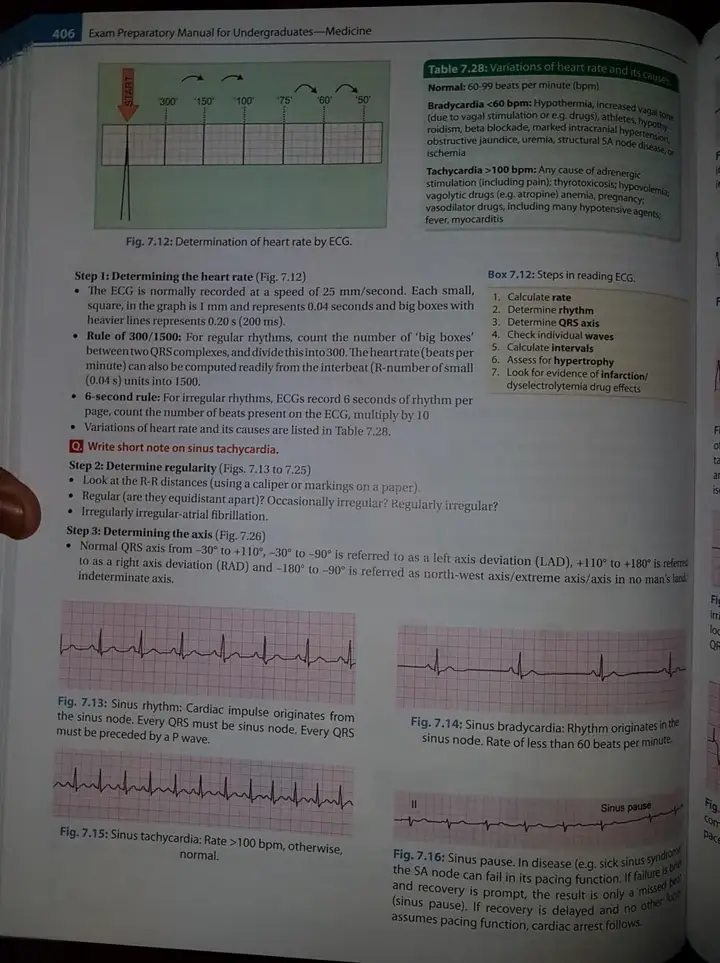 406 Exam Preparatory Manual for Undergraduates—Medicine
START
'300' '150' '100' '75' '60' '50'
Fig. 7.12: Determination of heart rate by ECG.
Table 7.28: Variations of heart rate and its causes
Normal: 60-99 beats per minute (bpm)
Bradycardia <60 bpm: Hypothermia, increased vagal tone
(due to vagal stimulation or e.g. drugs), athletes, hypothy
roidism, beta blockade, marked intracranial hypertension,
obstructive jaundice, uremia, structural SA node disease, or
ischemia
Tachycardia >100 bpm: Any cause of adrenergic
stimulation (including pain); thyrotoxicosis; hypovolemia;
vagolytic drugs (e.g. atropine) anemia, pregnancy;
vasodilator drugs, including many hypotensive agents;
fever, myocarditis
Step 1: Determining the heart rate (Fig. 7.12)
• The ECG is normally recorded at a speed of 25 mm/second. Each small,
square, in the graph is 1 mm and represents 0.04 seconds and big boxes with
heavier lines represents 0.20 s (200 ms).
• Rule of 300/1500: For regular rhythms, count the number of 'big boxes'
between two QRS complexes, and divide this into 300. The heart rate (beats per
minute) can also be computed readily from the interbeat (R-number of small
(0.04 s) units into 1500.
• 6-second rule: For irregular rhythms, ECGs record 6 seconds of rhythm per
page, count the number of beats present on the ECG, multiply by 10
• Variations of heart rate and its causes are listed in Table 7.28.
Q. Write short note on sinus tachycardia.
Box 7.12: Steps in reading ECG.
1. Calculate rate
2. Determine rhythm
3. Determine QRS axis
4. Check individual waves
5. Calculate intervals
6. Assess for hypertrophy
7. Look for evidence of infarction/
dyselectrolytemia drug effects
Step 2: Determine regularity (Figs. 7.13 to 7.25)
• Look at the R-R distances (using a caliper or markings on a paper).
• Regular (are they equidistant apart)? Occasionally irregular? Regularly irregular?
• Irregularly irregular-atrial fibrillation.
Step 3: Determining the axis (Fig. 7.26)
• Normal QRS axis from –30° to +110°, –30° to –90° is referred to as a left axis deviation (LAD), +110° to +180° is referred
to as a right axis deviation (RAD) and –180° to –90° is referred as north-west axis/extreme axis/axis in no man's land
indeterminate axis.
Fig. 7.13: Sinus rhythm: Cardiac impulse originates from
the sinus node. Every QRS must be sinus node. Every QRS
must be preceded by a P wave.
Fig. 7.14: Sinus bradycardia: Rhythm originates in the
sinus node. Rate of less than 60 beats per minute.
Fig. 7.15: Sinus tachycardia: Rate >100 bpm, otherwise,
normal.
II Sinus pause
Fig. 7.16: Sinus pause. In disease (e.g. sick sinus syndrome)
the SA node can fail in its pacing function. If failure is brief
and recovery is prompt, the result is only a missed beat
(sinus pause). If recovery is delayed and no other focus
assumes pacing function, cardiac arrest follows.